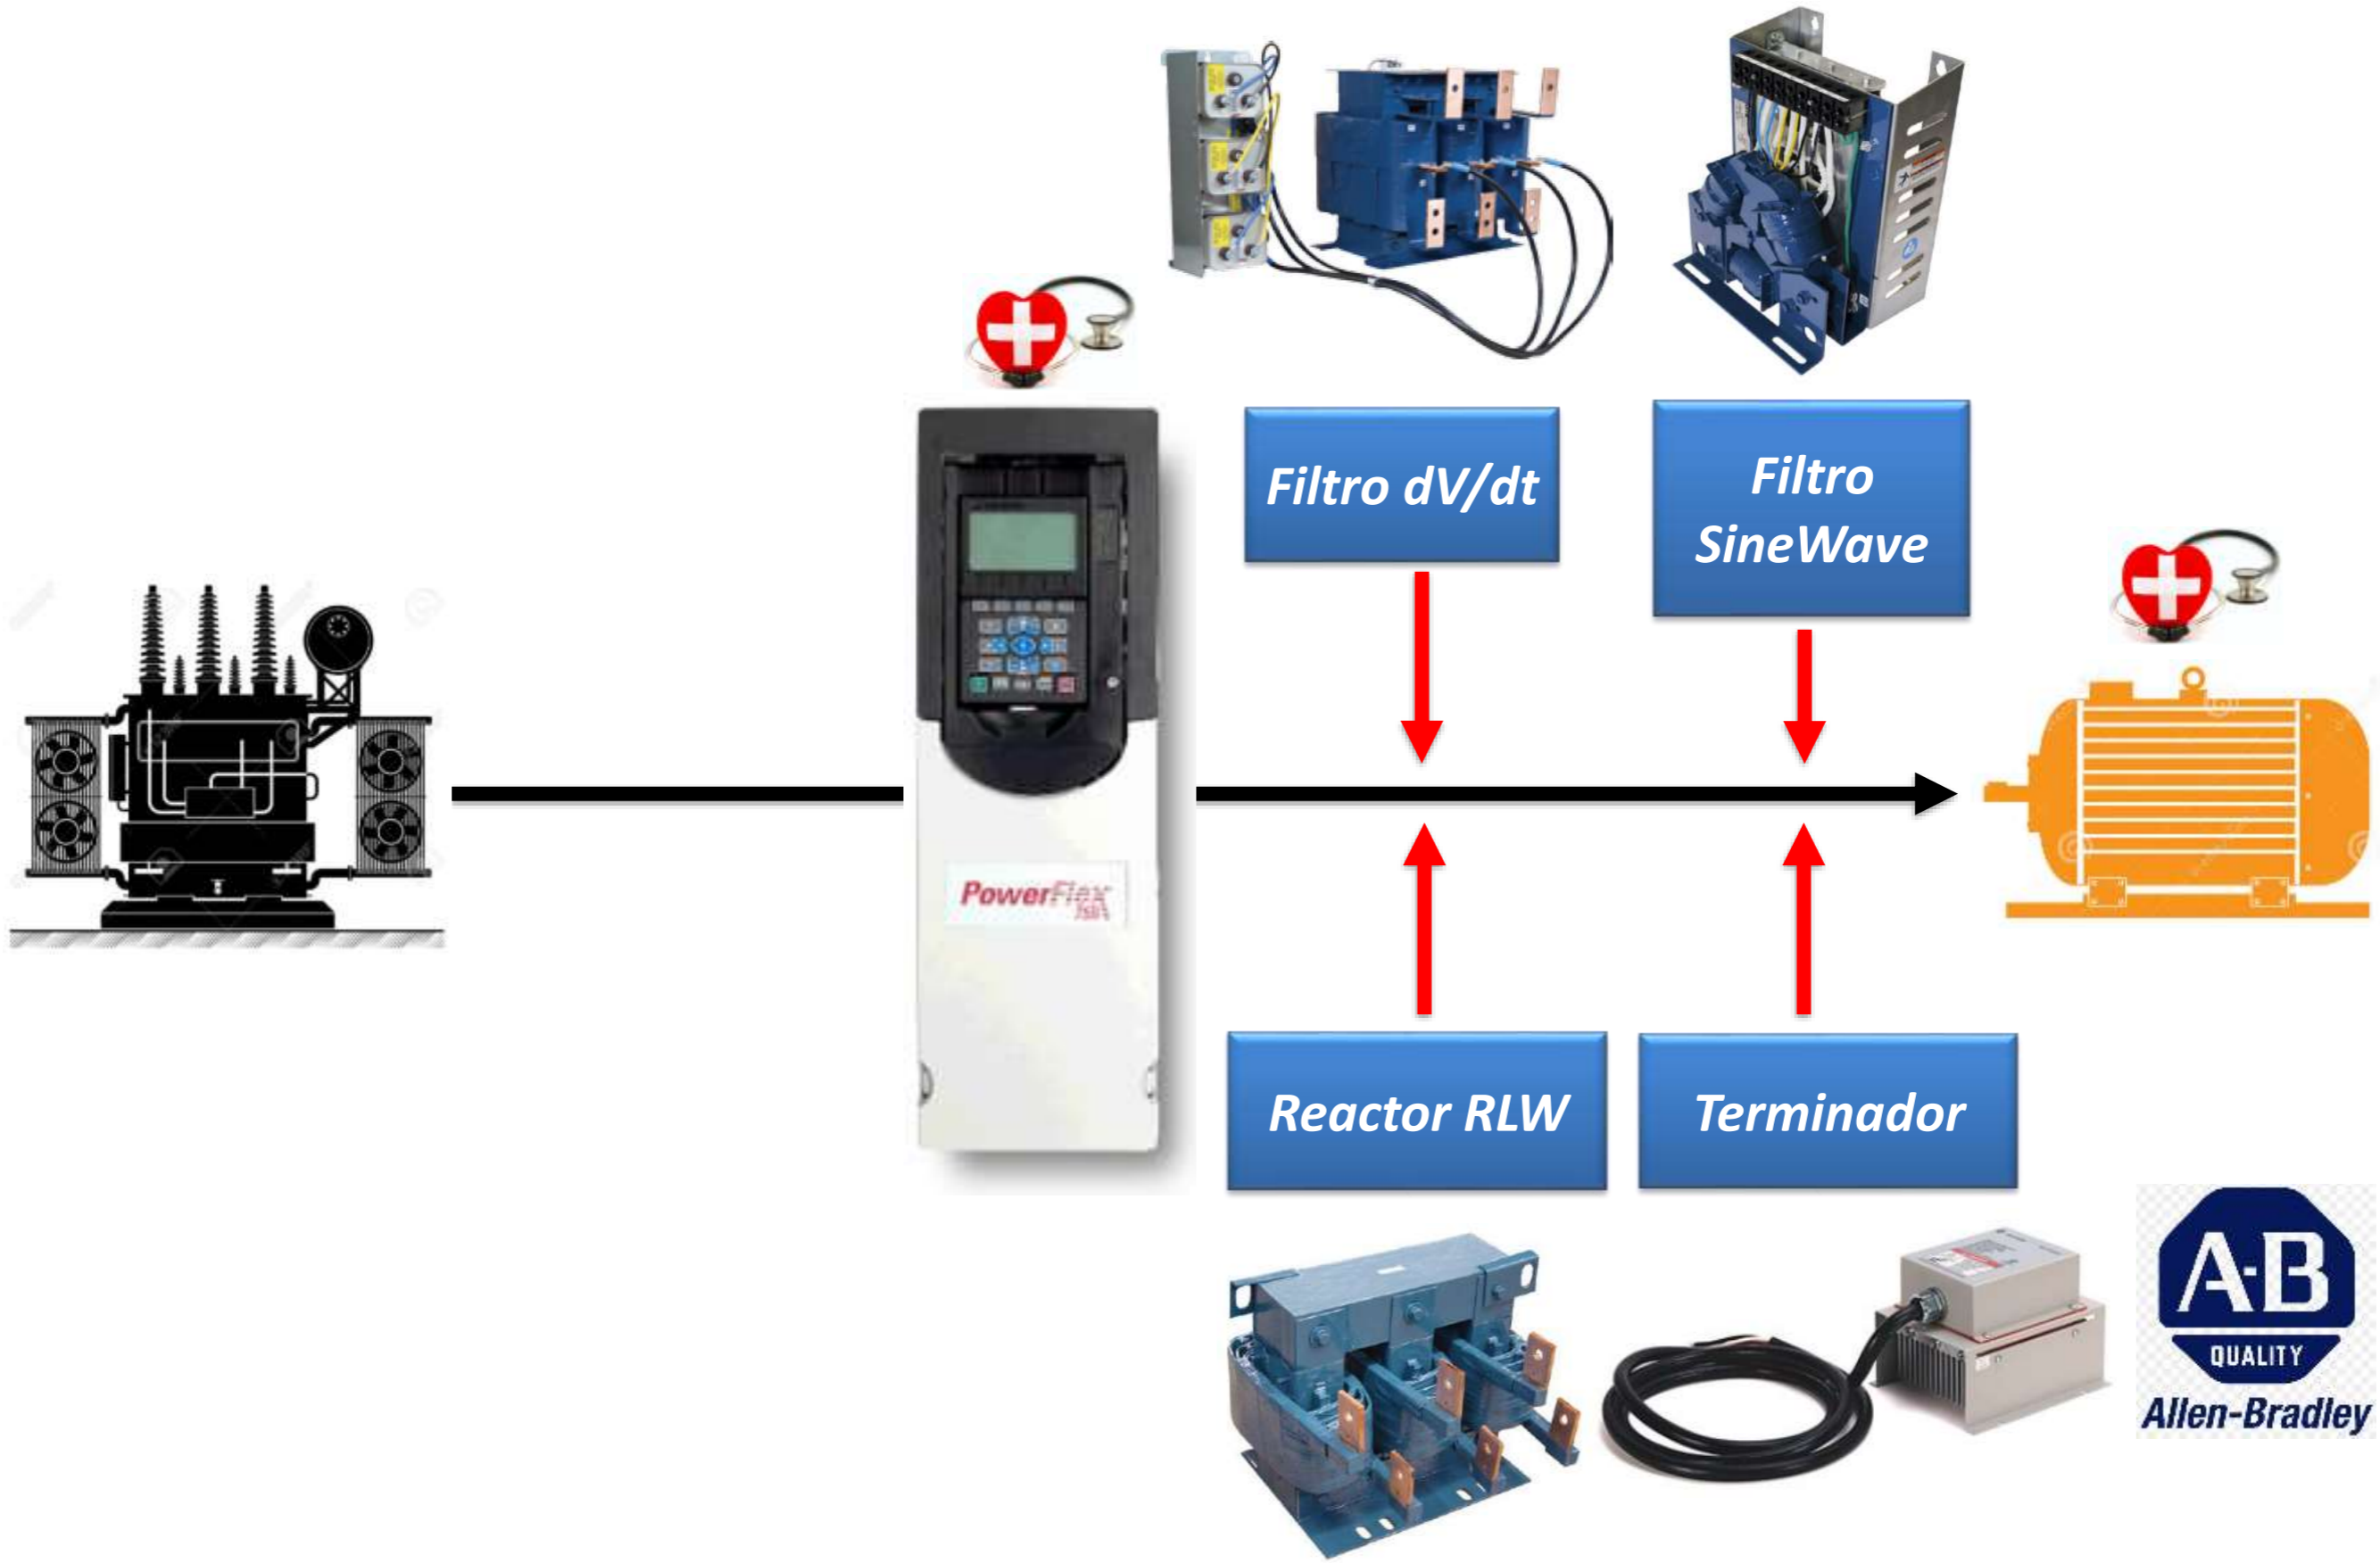 Filtro dV/dt
Filtro
SineWave
PowerFlex
Reactor RLW
Terminador
A-B
QUALITY
Allen-Bradley